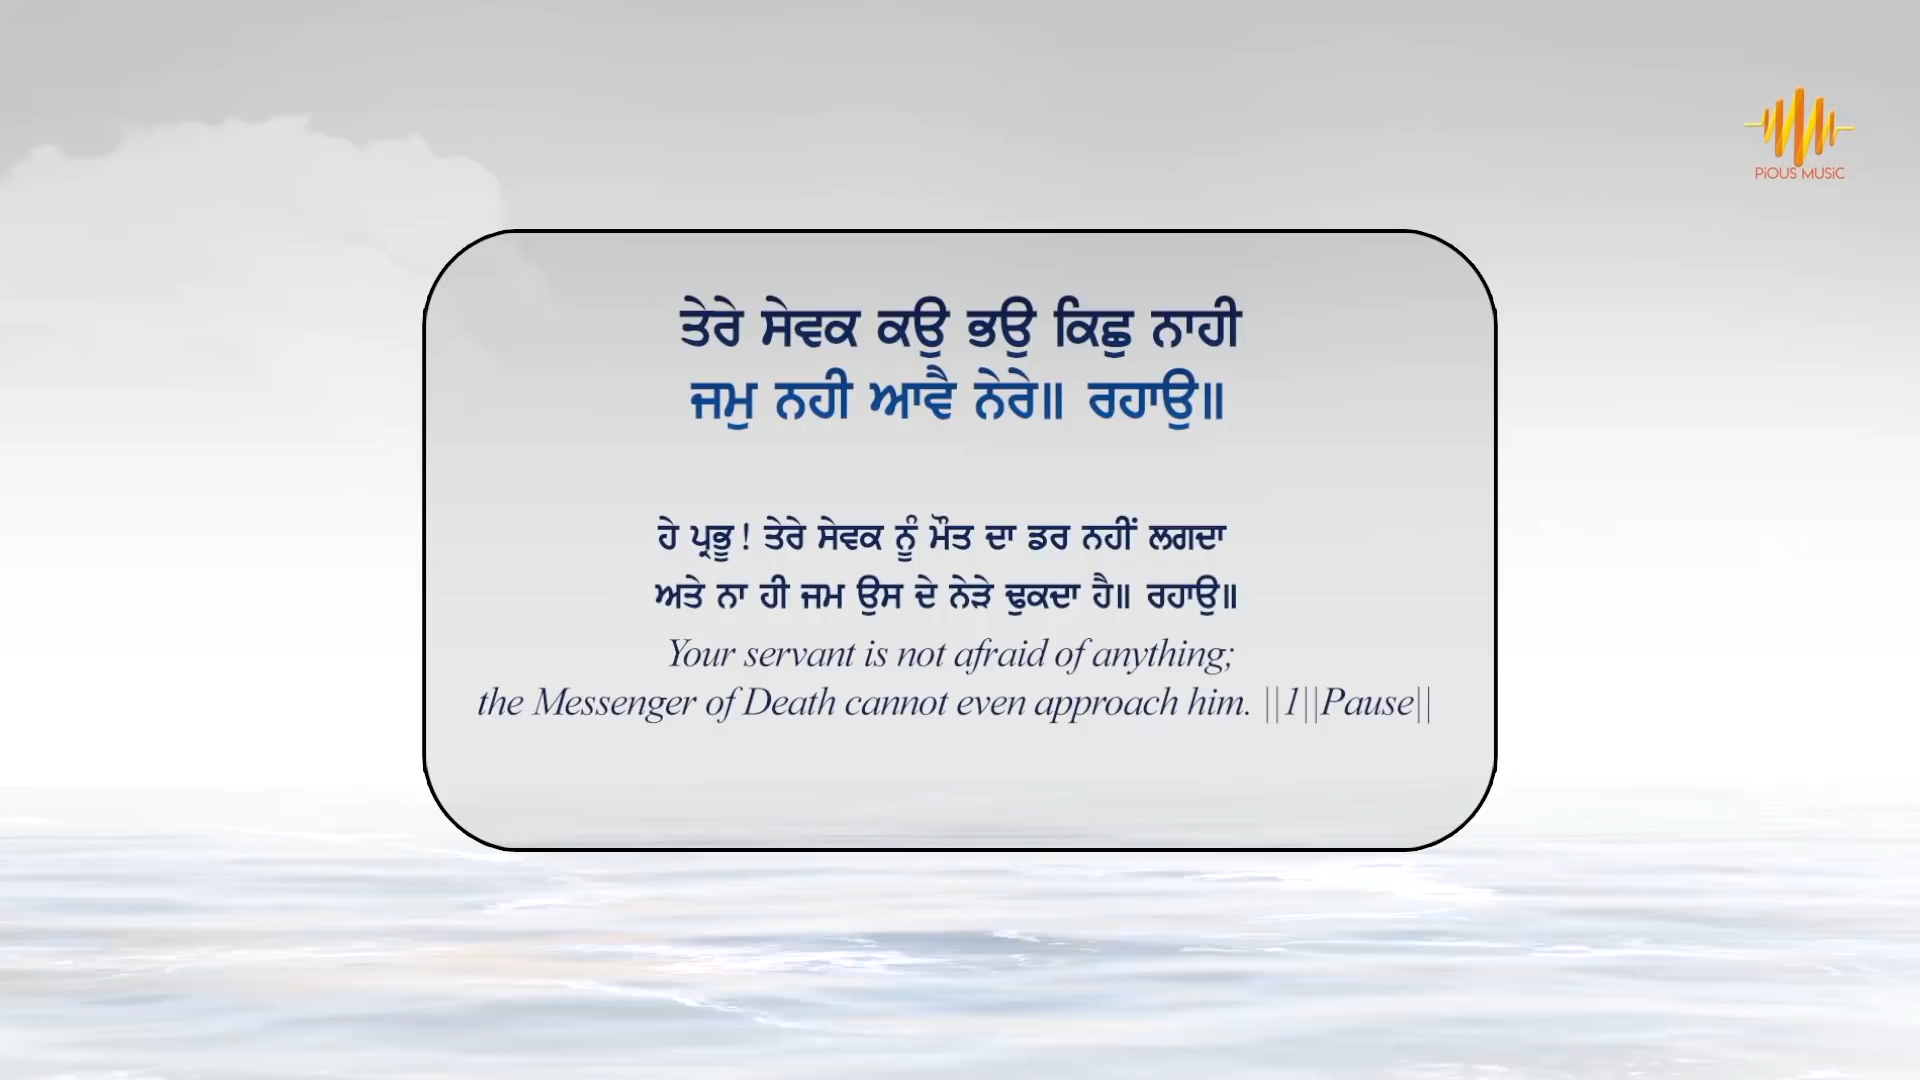 PiOUS MUSiC
ਤੇਰੇ ਸੇਵਕ ਕਉ ਭਉ ਕਿਛੁ ਨਾਹੀ
ਜਮੁ ਨਹੀ ਆਵੈ ਨੇਰੇ॥ ਰਹਾਉ॥
ਹੇ ਪ੍ਰਭੂ! ਤੇਰੇ ਸੇਵਕ ਨੂੰ ਮੌਤ ਦਾ ਡਰ ਨਹੀਂ ਲਗਦਾ
ਅਤੇ ਨਾ ਹੀ ਜਮ ਉਸ ਦੇ ਨੇੜੇ ਢੁਕਦਾ ਹੈ॥ ਰਹਾਉ॥
Your servant is not afraid of anything;
the Messenger of Death cannot even approach him. ||1||Pause||